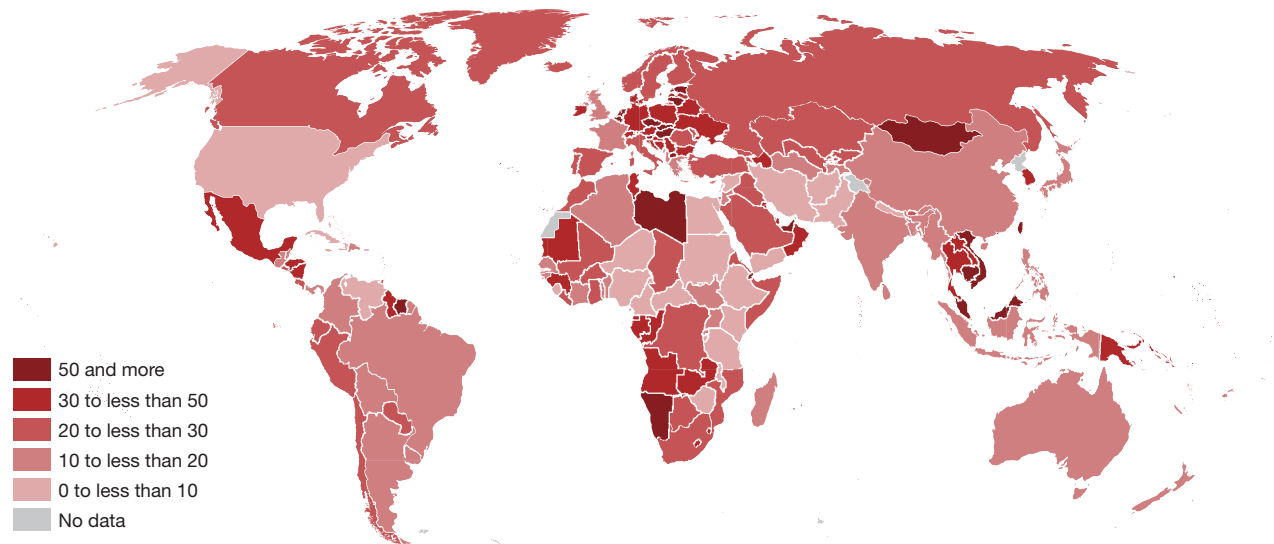 50 and more
30 to less than 50
20 to less than 30
10 to less than 20
0 to less than 10
No data